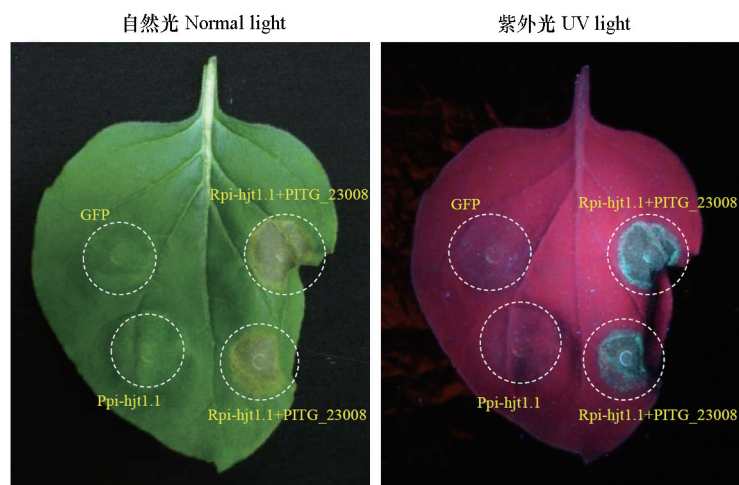 自然光 Normal light
紫外光 UV light
Rpi-hjt1.1+PITG_23008
GFP
Ppi-hjt1.1
Rpi-hjt1.1+PITG_23008
Rpi-hjt1.1+PITG_23008
GFP
Ppi-hjt1.1
Rpi-hjt1.1+PITG_23008